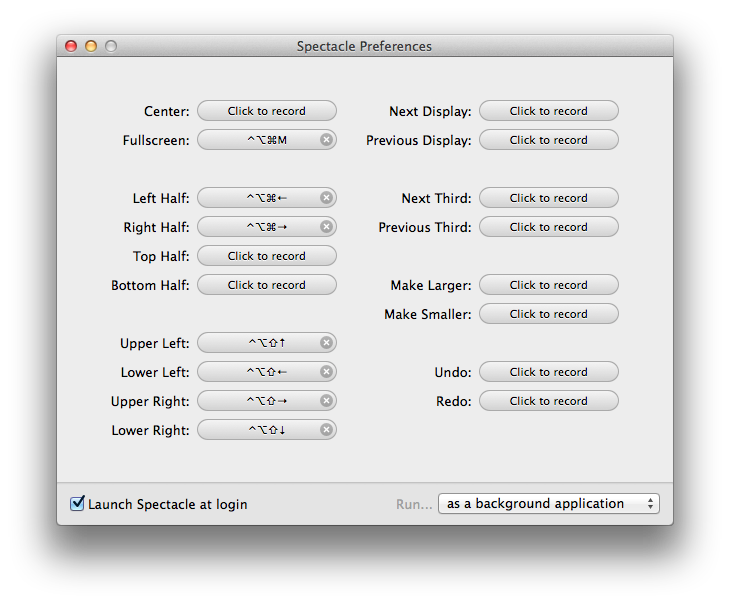 Spectacle Preferences
Center: Click to record
Fullscreen: ^⌥⌘M
Left Half: ^⌥⌘←
Right Half: ^⌥⌘→
Top Half: Click to record
Bottom Half: Click to record
Upper Left: ^⌥⇧↑
Lower Left: ^⌥⇧←
Upper Right: ^⌥⇧→
Lower Right: ^⌥⇧↓
Next Display: Click to record
Previous Display: Click to record
Next Third: Click to record
Previous Third: Click to record
Make Larger: Click to record
Make Smaller: Click to record
Undo: Click to record
Redo: Click to record
Launch Spectacle at login
Run... as a background application